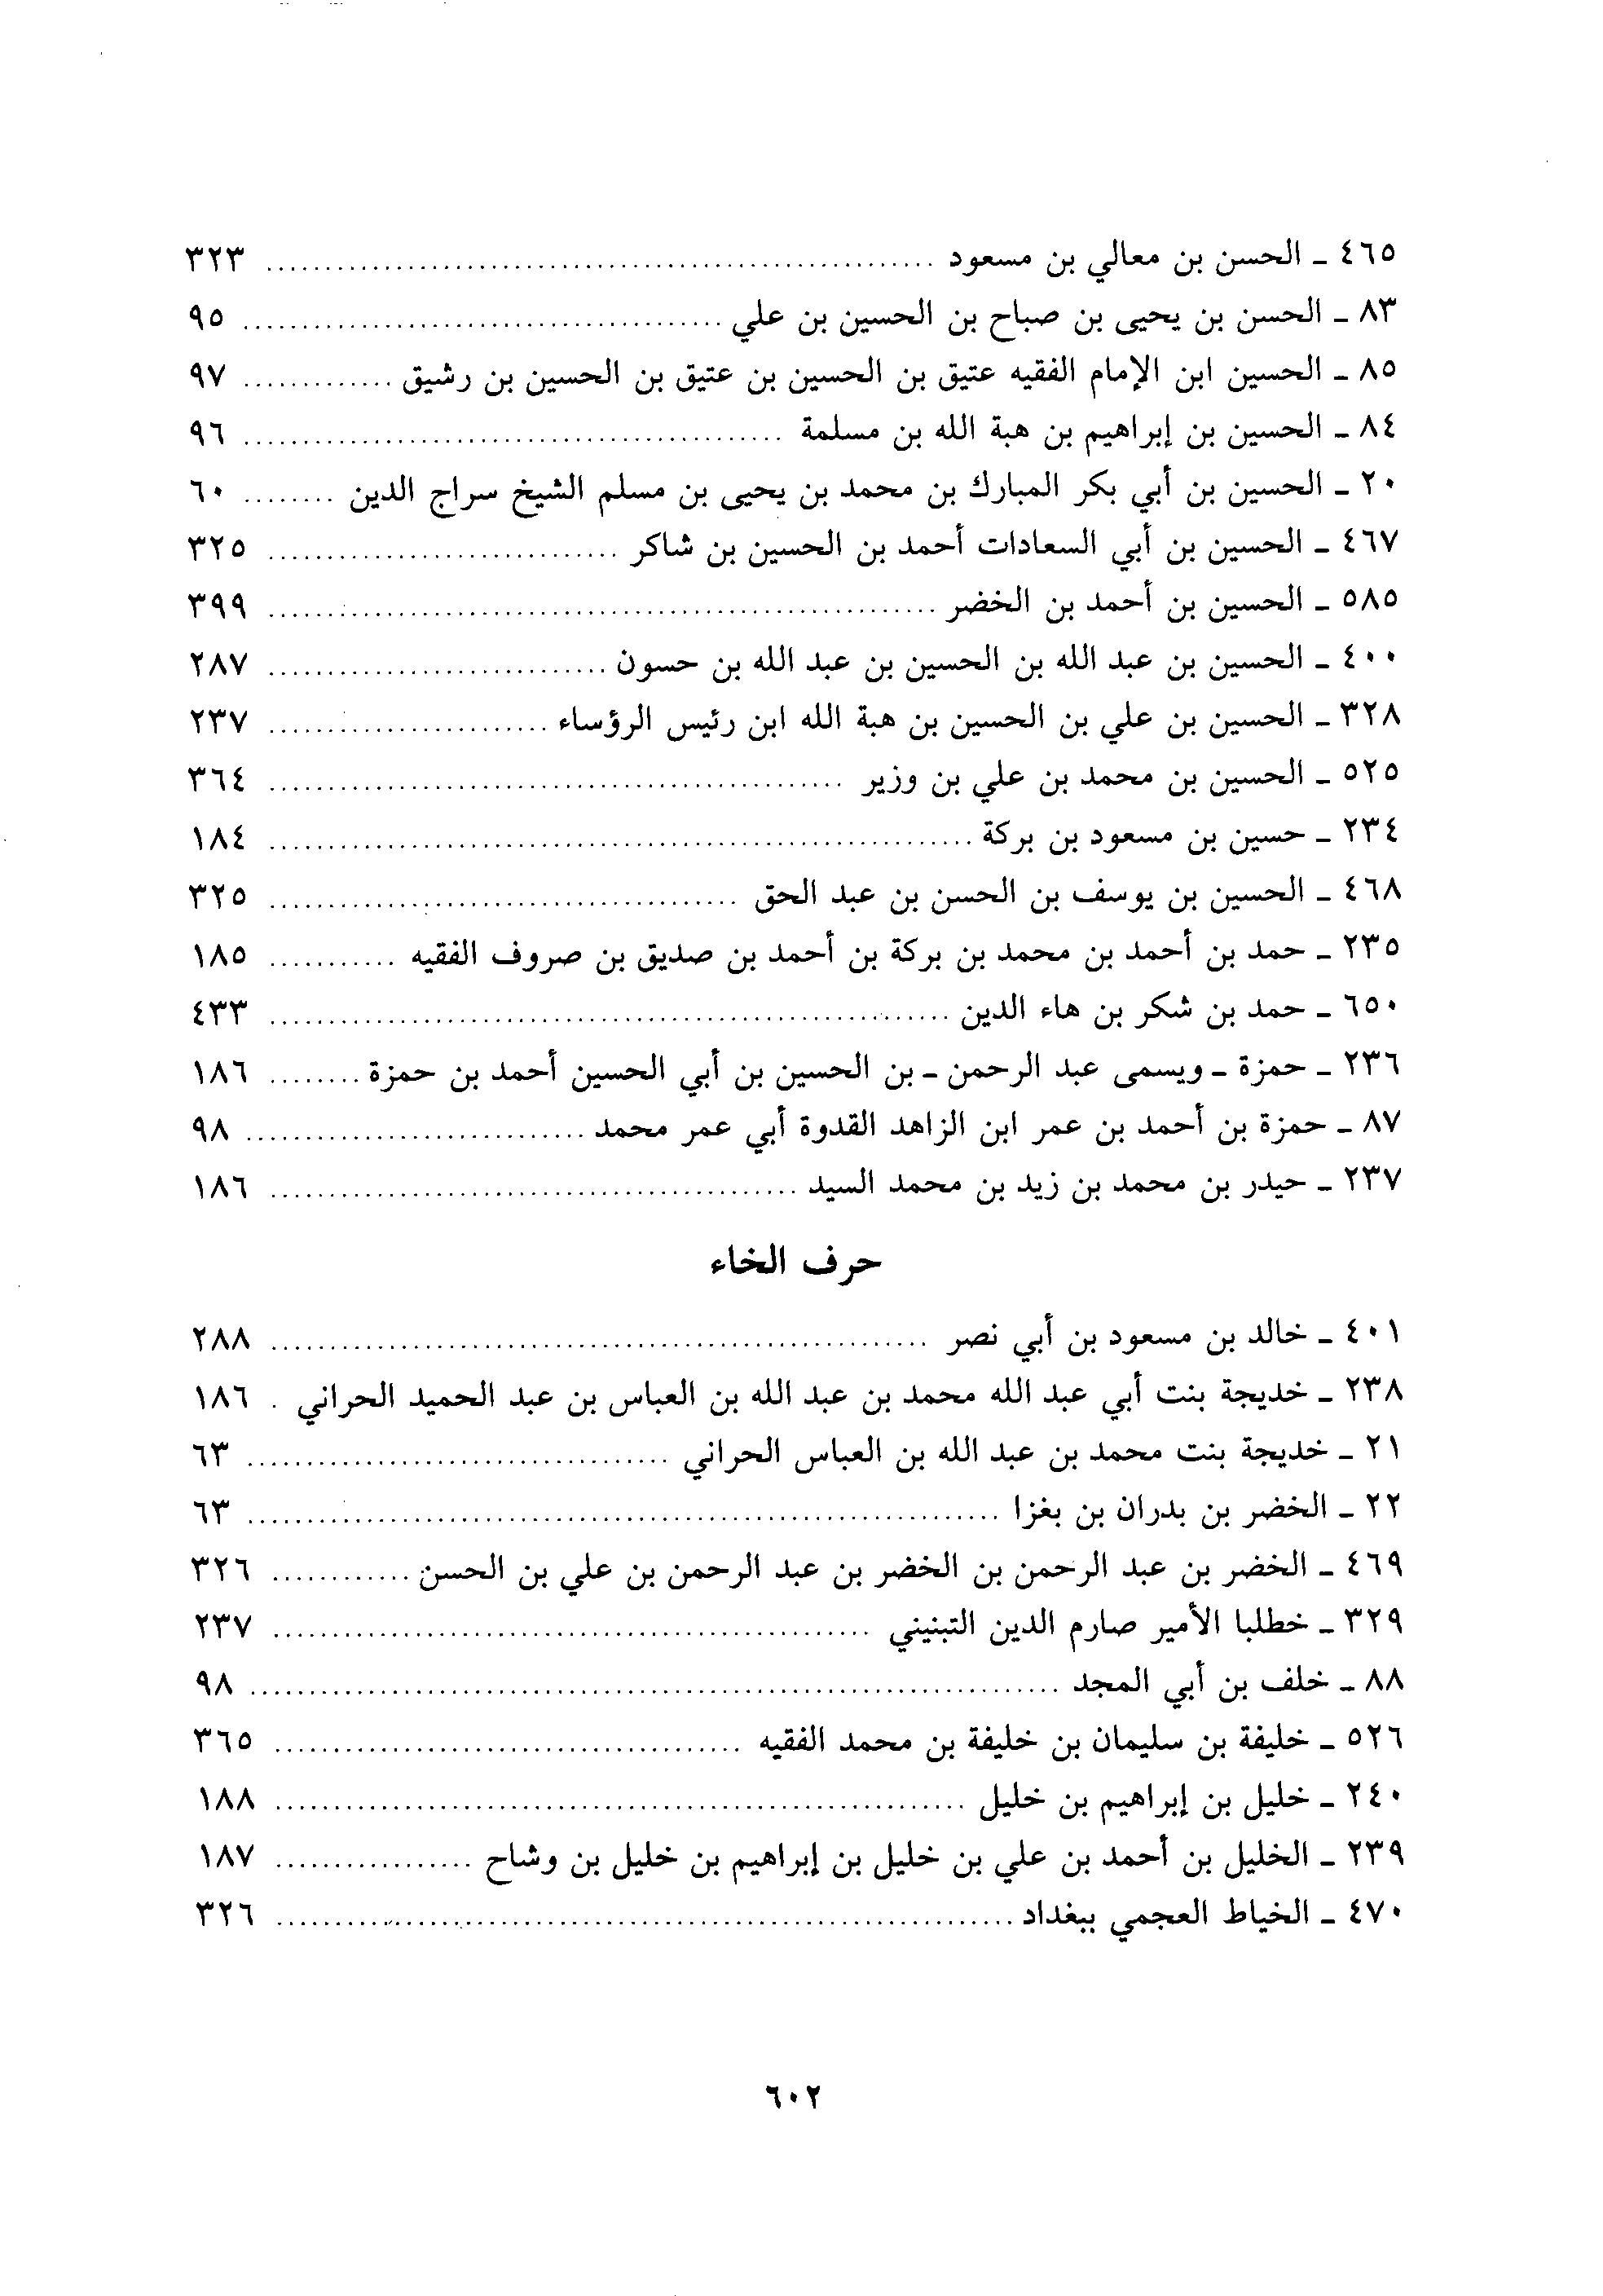 ٤٦٥ ـ الحسن بن معالي بن مسعود ........ ٣٢٣
٨٣ ـ الحسن بن يحيى بن صباح بن الحسين بن علي ........ ٩٥
٨٥ ـ الحسين ابن الإمام الفقيه عتيق بن الحسين بن عتيق بن الحسين بن رشيق ........ ٩٧
٨٤ ـ الحسين بن إبراهيم بن هبة الله بن مسلمة ........ ٩٦
٢٠ ـ الحسين بن أبي بكر المبارك بن محمد بن يحيى بن مسلم الشيخ سراج الدين ........ ٦٠
٤٦٧ ـ الحسين بن أبي السعادات أحمد بن الحسين بن شاكر ........ ٣٢٥
٥٨٥ ـ الحسين بن أحمد بن الخضر ........ ٣٩٩
٤٠٠ ـ الحسين بن عبد الله بن الحسين بن عبد الله بن حسون ........ ٢٨٧
٣٢٨ ـ الحسين بن علي بن الحسين بن هبة الله ابن رئيس الرؤساء ........ ٢٣٧
٥٢٥ ـ الحسين بن محمد بن علي بن وزير ........ ٣٦٤
٢٣٤ ـ حسين بن مسعود بن بركة ........ ١٨٤
٤٦٨ ـ الحسين بن يوسف بن الحسن بن عبد الحق ........ ٣٢٥
٢٣٥ ـ حمد بن أحمد بن محمد بن بركة بن أحمد بن صديق بن صروف الفقيه ........ ١٨٥
٦٥٠ ـ حمد بن شكر بن هاء الدين ........ ٤٣٣
٢٣٦ ـ حمزة ـ ويسمى عبد الرحمن ـ بن الحسين بن أبي الحسين أحمد بن حمزة ........ ١٨٦
٨٧ ـ حمزة بن أحمد بن عمر ابن الزاهد القدوة أبي عمر محمد ........ ٩٨
٢٣٧ ـ حيدر بن محمد بن زيد بن محمد السيد ........ ١٨٦
حرف الخاء
٤٠١ ـ خالد بن مسعود بن أبي نصر ........ ٢٨٨
٢٣٨ ـ خديجة بنت أبي عبد الله محمد بن عبد الله بن العباس بن عبد الحميد الحراني . ١٨٦
٢١ ـ خديجة بنت محمد بن عبد الله بن العباس الحراني ........ ٦٣
٢٢ ـ الخضر بن بدران بن بغزا ........ ٦٣
٤٦٩ ـ الخضر بن عبد الرحمن بن الخضر بن عبد الرحمن بن علي بن الحسن ........ ٣٢٦
٣٢٩ ـ خطلبا الأمير صارم الدين التبنيني ........ ٢٣٧
٨٨ ـ خلف بن أبي المجد ........ ٩٨
٥٢٦ ـ خليفة بن سليمان بن خليفة بن محمد الفقيه ........ ٣٦٥
٢٤٠ ـ خليل بن إبراهيم بن خليل ........ ١٨٨
٢٣٩ ـ الخليل بن أحمد بن علي بن خليل بن إبراهيم بن خليل بن وشاح ........ ١٨٧
٤٧٠ ـ الخياط العجمي ببغداد ........ ٣٢٦
٦٠٢